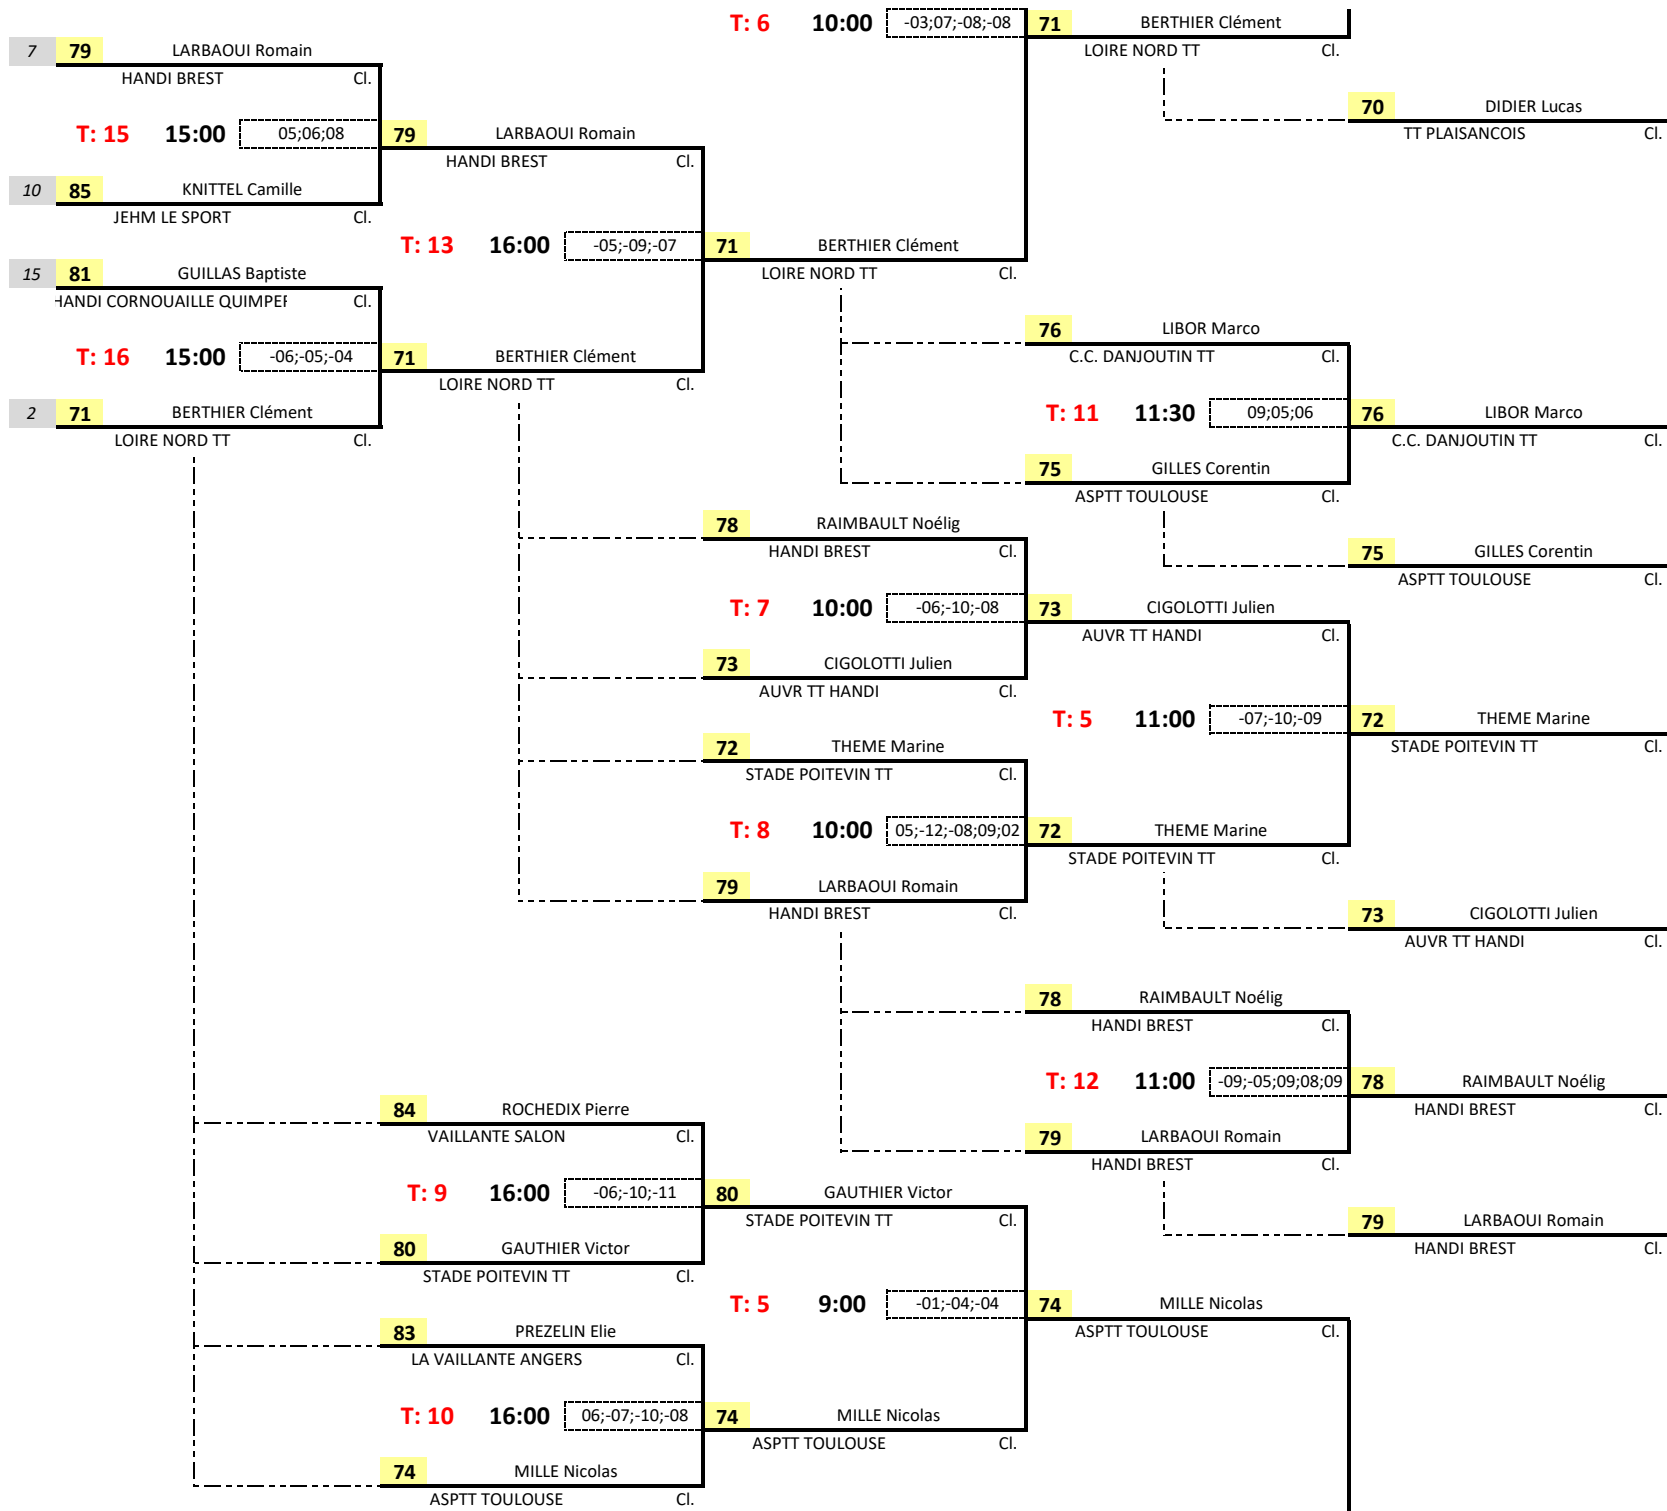 T: 6 10:00 -03;07;-08;-08 71 BERTHIER Clément
7 79 LARBAOUI Romain
LOIRE NORD TT Cl.
HANDI BREST Cl.
70 DIDIER Lucas
T: 15 15:00 05;06;08 79 LARBAOUI Romain
TT PLAISANCOIS Cl.
HANDI BREST Cl.
10 85 KNITTEL Camille
JEHM LE SPORT Cl.
T: 13 16:00 -05;-09;-07 71 BERTHIER Clément
15 81 GUILLAS Baptiste
LOIRE NORD TT Cl.
HANDI CORNOUAILLE QUIMPER Cl.
76 LIBOR Marco
T: 16 15:00 -06;-05;-04 71 BERTHIER Clément
C.C. DANJOUTIN TT Cl.
LOIRE NORD TT Cl.
2 71 BERTHIER Clément
T: 11 11:30 09;05;06 76 LIBOR Marco
LOIRE NORD TT Cl.
C.C. DANJOUTIN TT Cl.
75 GILLES Corentin
ASPTT TOULOUSE Cl.
78 RAIMBAULT Noélig
HANDI BREST Cl.
75 GILLES Corentin
ASPTT TOULOUSE Cl.
T: 7 10:00 -06;-10;-08 73 CIGOLOTTI Julien
AUVR TT HANDI Cl.
73 CIGOLOTTI Julien
AUVR TT HANDI Cl.
T: 5 11:00 -07;-10;-09 72 THEME Marine
72 THEME Marine
STADE POITEVIN TT Cl.
STADE POITEVIN TT Cl.
T: 8 10:00 05;-12;-08;09;02 72 THEME Marine
STADE POITEVIN TT Cl.
79 LARBAOUI Romain
HANDI BREST Cl.
73 CIGOLOTTI Julien
AUVR TT HANDI Cl.
78 RAIMBAULT Noélig
HANDI BREST Cl.
T: 12 11:00 -09;-05;09;08;09 78 RAIMBAULT Noélig
84 ROCHEDIX Pierre
HANDI BREST Cl.
VAILLANTE SALON Cl.
79 LARBAOUI Romain
HANDI BREST Cl.
T: 9 16:00 -06;-10;-11 80 GAUTHIER Victor
STADE POITEVIN TT Cl.
79 LARBAOUI Romain
80 GAUTHIER Victor
HANDI BREST Cl.
STADE POITEVIN TT Cl.
T: 5 9:00 -01;-04;-04 74 MILLE Nicolas
83 PREZELIN Elie
ASPTT TOULOUSE Cl.
LA VAILLANTE ANGERS Cl.
T: 10 16:00 06;-07;-10;-08 74 MILLE Nicolas
ASPTT TOULOUSE Cl.
74 MILLE Nicolas
ASPTT TOULOUSE Cl.